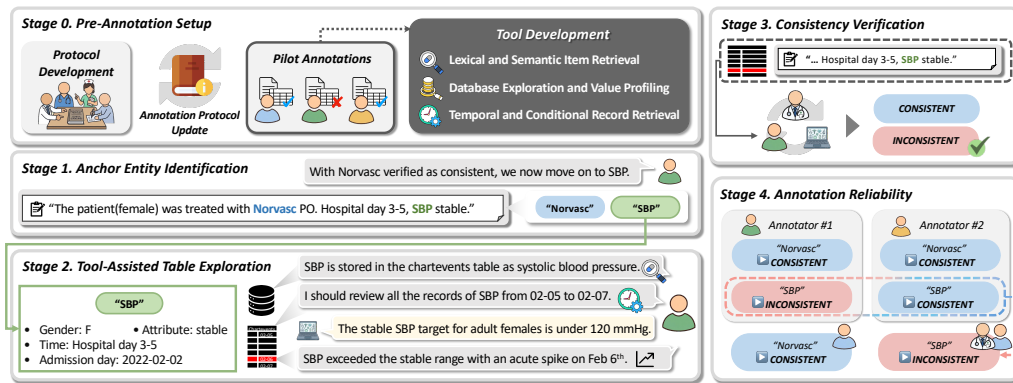 Stage 0. Pre-Annotation Setup
Protocol
Development
Annotation Protocol
Update
Pilot Annotations
Tool Development
Lexical and Semantic Item Retrieval
Database Exploration and Value Profiling
Temporal and Conditional Record Retrieval
Stage 1. Anchor Entity Identification
With Norvasc verified as consistent, we now move on to SBP.
"The patient(female) was treated with Norvasc PO. Hospital day 3-5, SBP stable."
"Norvasc"
"SBP"
Stage 2. Tool-Assisted Table Exploration
"SBP"
• Gender: F • Attribute: stable
• Time: Hospital day 3-5
• Admission day: 2022-02-02
SBP is stored in the chartevents table as systolic blood pressure.
I should review all the records of SBP from 02-05 to 02-07.
The stable SBP target for adult females is under 120 mmHg.
SBP exceeded the stable range with an acute spike on Feb 6th.
Stage 3. Consistency Verification
"... Hospital day 3-5, SBP stable."
CONSISTENT
INCONSISTENT
Stage 4. Annotation Reliability
Annotator #1
"Norvasc"
CONSISTENT
"SBP"
INCONSISTENT
Annotator #2
"Norvasc"
CONSISTENT
"SBP"
CONSISTENT
"Norvasc"
CONSISTENT
"SBP"
INCONSISTENT